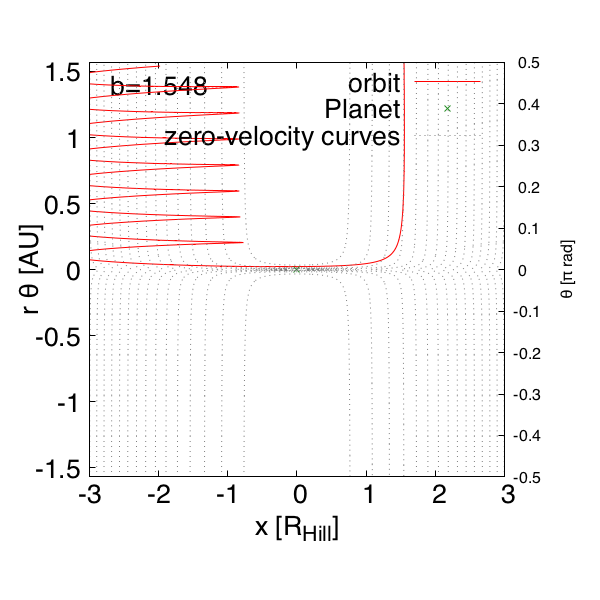 b=1.548
orbit
Planet
zero-velocity curves
1.5
1
0.5
0
-0.5
-1
-1.5
r θ [AU]
-3 -2 -1 0 1 2 3
x [RHill]
0.5
0.4
0.3
0.2
0.1
0
-0.1
-0.2
-0.3
-0.4
-0.5
θ [π rad]